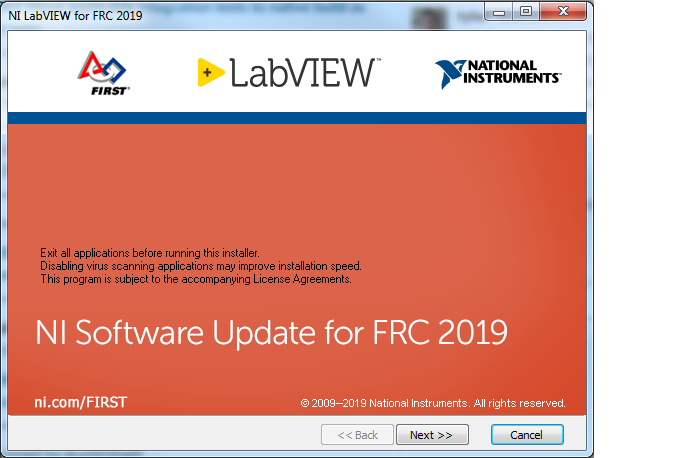 NI LabVIEW for FRC 2019
FIRST®
LabVIEW™
NATIONAL
INSTRUMENTS™
Exit all applications before running this installer.
Disabling virus scanning applications may improve installation speed.
This program is subject to the accompanying License Agreements.
NI Software Update for FRC 2019
ni.com/FIRST
© 2009–2019 National Instruments. All rights reserved.
<< Back
Next >>
Cancel